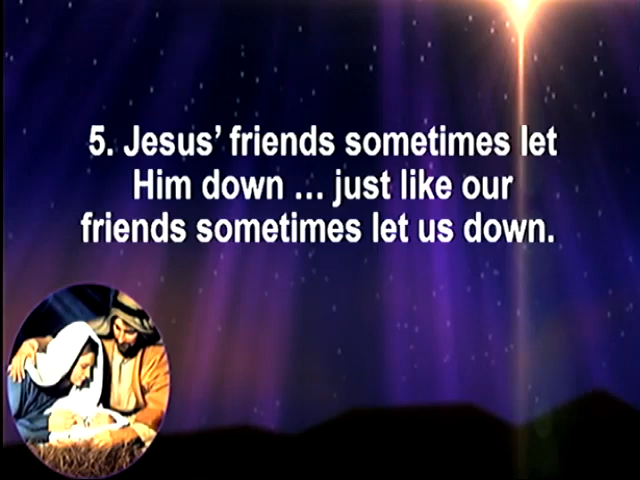 5. Jesus’ friends sometimes let
Him down … just like our
friends sometimes let us down.